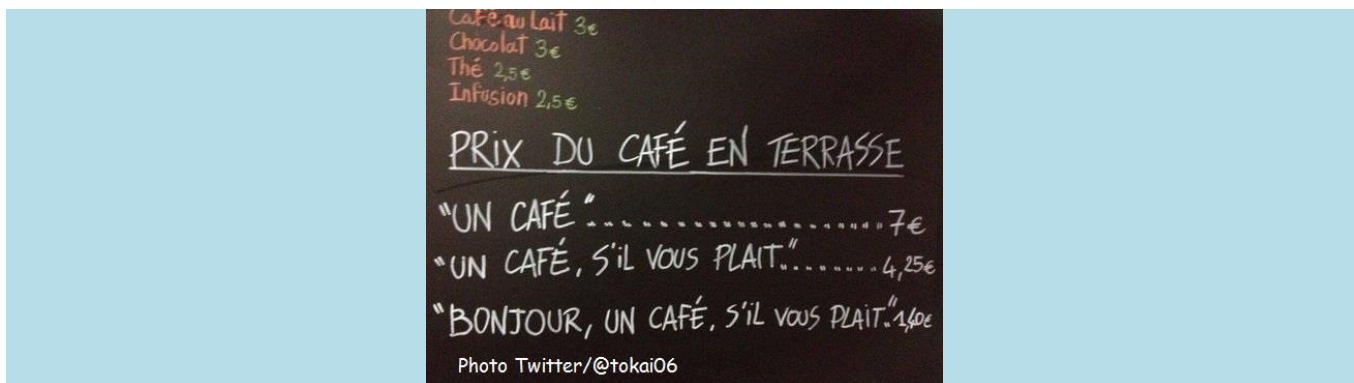 Café au Lait 3€
Chocolat 3€
Thé 2,5€
Infusion 2,5€
PRIX DU CAFÉ EN TERRASSE
"UN CAFÉ" .................... 7€
"UN CAFÉ, S'IL VOUS PLAIT." ........ 4,25€
"BONJOUR, UN CAFÉ, S'IL VOUS PLAIT." 1,40€
Photo Twitter/@tokai06